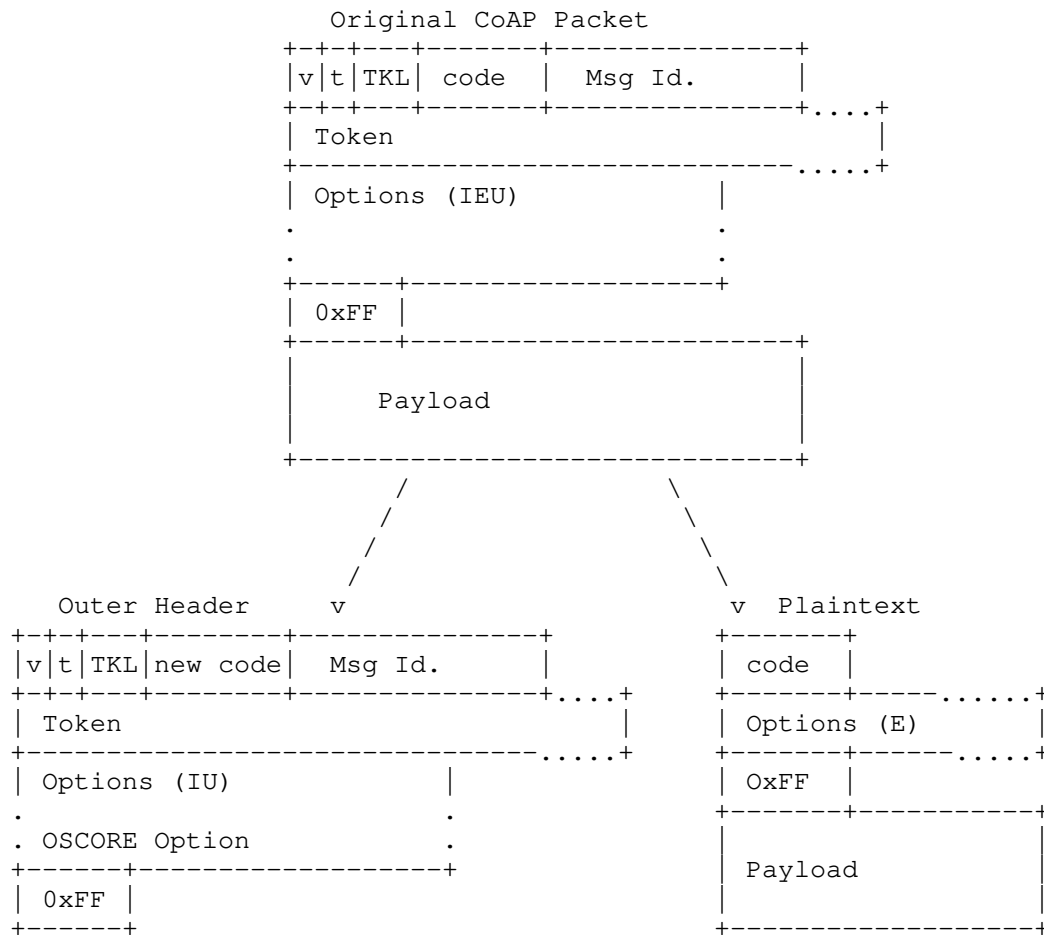 Original CoAP Packet
v t TKL code Msg Id.
Token
Options (IEU)
0xFF
Payload
Outer Header v v Plaintext
v t TKL new code Msg Id. code
Token Options (E)
Options (IU) OxFF
OSCORE Option
Payload
0xFF